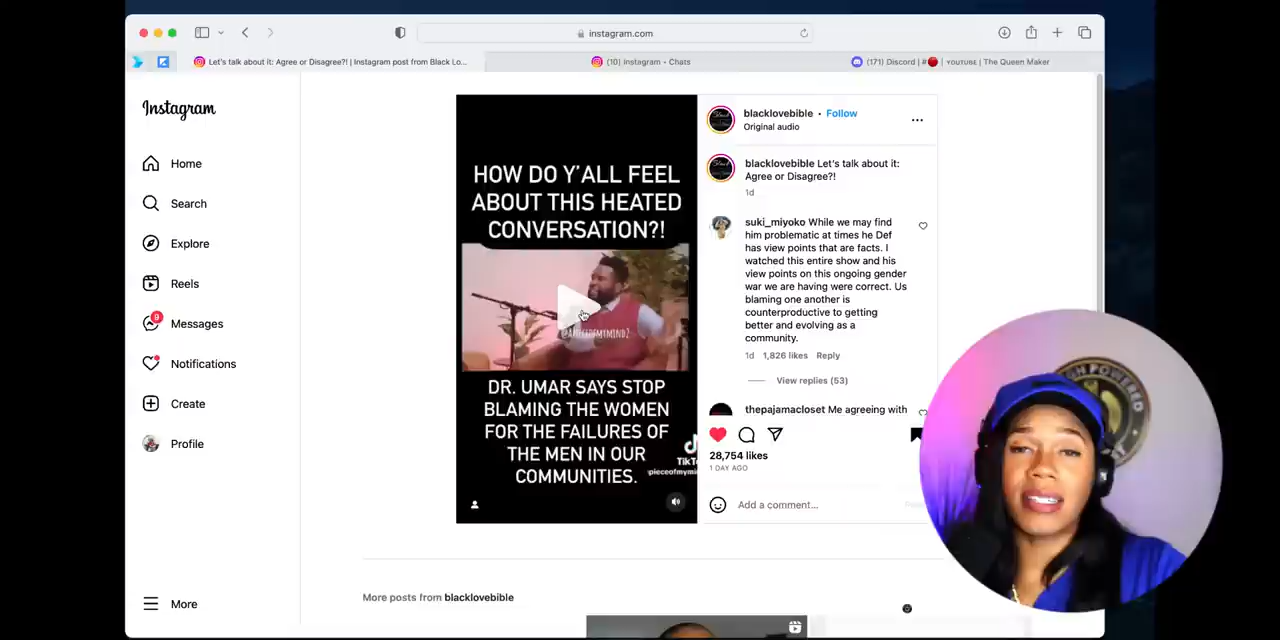 instagram.com
Let's talk about it: Agree or Disagree?! | Instagram post from Black Lo...
(10) Instagram • Chats
(171) Discord | #🔴 | YOUTUBE | The Queen Maker
Instagram
Home
Search
Explore
Reels
9
Messages
Notifications
Create
Profile
More
HOW DO Y'ALL FEEL
ABOUT THIS HEATED
CONVERSATION?!
DR. UMAR SAYS STOP
BLAMING THE WOMEN
FOR THE FAILURES OF
THE MEN IN OUR
COMMUNITIES.
blacklovebible • Follow
Original audio
blacklovebible Let's talk about it:
Agree or Disagree?!
1d
suki_miyoko While we may find
him problematic at times he Def
has view points that are facts. I
watched this entire show and his
view points on this ongoing gender
war we are having were correct. Us
blaming one another is
counterproductive to getting
better and evolving as a
community.
1d 1,826 likes Reply
View replies (53)
thepajamacloset Me agreeing with
28,754 likes
1 DAY AGO
Add a comment...
More posts from blacklovebible
POWERED